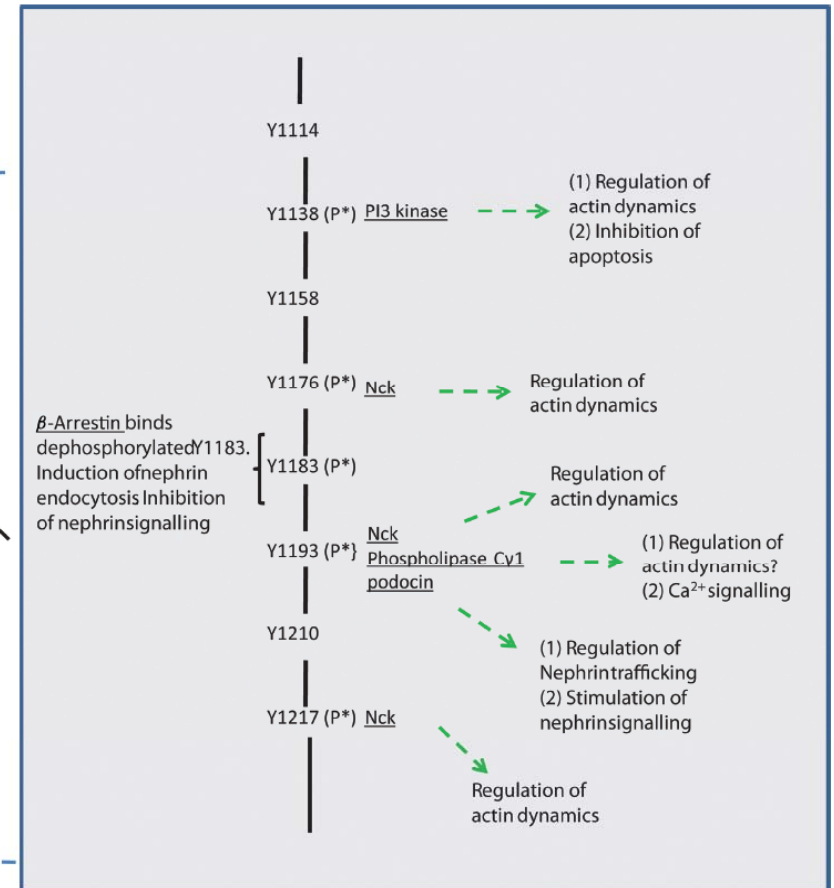 Y1114
Y1138 (P*) PI3 kinase
(1) Regulation of
actin dynamics
(2) Inhibition of
apoptosis
Y1158
Y1176 (P*) Nck
Regulation of
actin dynamics
β-Arrestin binds
dephosphorylatedY1183.
Induction ofnephrin
endocytosis Inhibition
of nephrinsignalling
Y1183 (P*)
Regulation of
actin dynamics
Y1193 (P*}
Nck
Phospholipase Cy1
podocin
(1) Regulation of
actin dynamics?
(2) Ca²⁺ signalling
Y1210
(1) Regulation of
Nephrintrafficking
(2) Stimulation of
nephrinsignalling
Y1217 (P*) Nck
Regulation of
actin dynamics